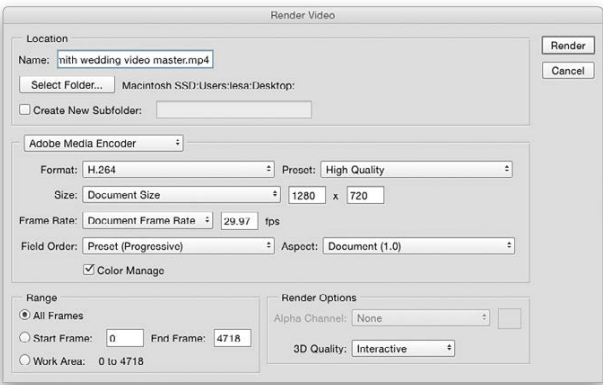 Render Video
Location
Name: mith wedding video master.mp4
Render
Select Folder... Macintosh SSD:Users:lesa:Desktop:
Cancel
Create New Subfolder:
Adobe Media Encoder
Format: H.264 Preset: High Quality
Size: Document Size 1280 x 720
Frame Rate: Document Frame Rate 29.97 fps
Field Order: Preset (Progressive) Aspect: Document (1.0)
Color Manage
Range
All Frames
Start Frame: 0 End Frame: 4718
Work Area: 0 to 4718
Render Options
Alpha Channel: None
3D Quality: Interactive